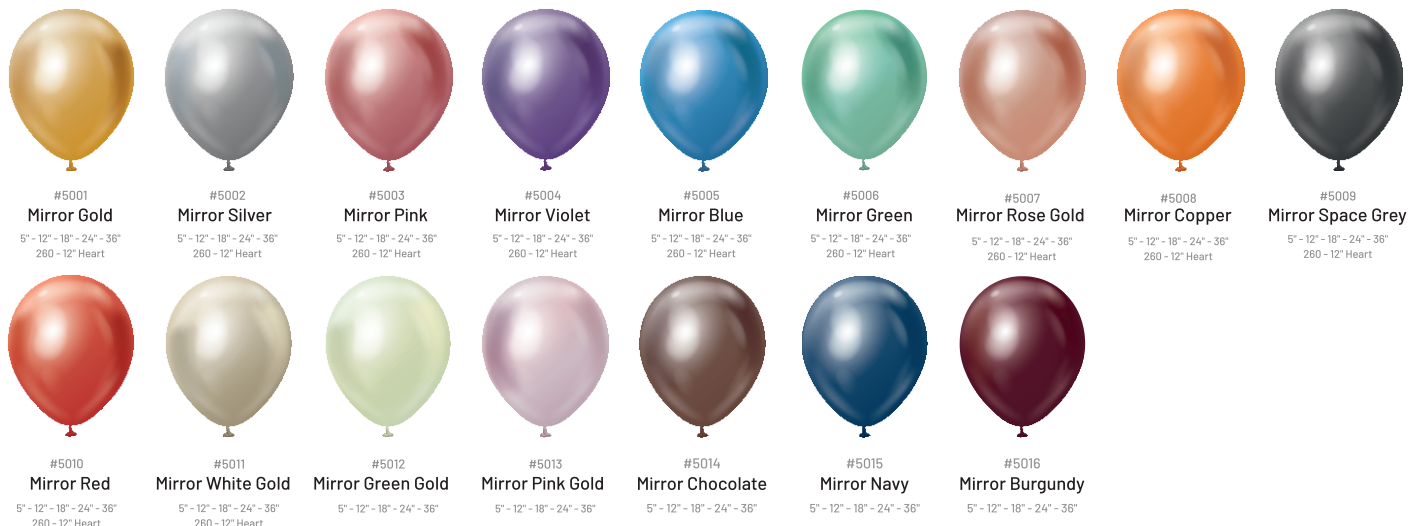 #5001
Mirror Gold
5" - 12" - 18" - 24" - 36"
260 - 12" Heart
#5002
Mirror Silver
5" - 12" - 18" - 24" - 36"
260 - 12" Heart
#5003
Mirror Pink
5" - 12" - 18" - 24" - 36"
260 - 12" Heart
#5004
Mirror Violet
5" - 12" - 18" - 24" - 36"
260 - 12" Heart
#5005
Mirror Blue
5" - 12" - 18" - 24" - 36"
260 - 12" Heart
#5006
Mirror Green
5" - 12" - 18" - 24" - 36"
260 - 12" Heart
#5007
Mirror Rose Gold
5" - 12" - 18" - 24" - 36"
260 - 12" Heart
#5008
Mirror Copper
5" - 12" - 18" - 24" - 36"
260 - 12" Heart
#5009
Mirror Space Grey
5" - 12" - 18" - 24" - 36"
260 - 12" Heart
#5010
Mirror Red
5" - 12" - 18" - 24" - 36"
260 - 12" Heart
#5011
Mirror White Gold
5" - 12" - 18" - 24" - 36"
260 - 12" Heart
#5012
Mirror Green Gold
5" - 12" - 18" - 24" - 36"
#5013
Mirror Pink Gold
5" - 12" - 18" - 24" - 36"
#5014
Mirror Chocolate
5" - 12" - 18" - 24" - 36"
#5015
Mirror Navy
5" - 12" - 18" - 24" - 36"
#5016
Mirror Burgundy
5" - 12" - 18" - 24" - 36"